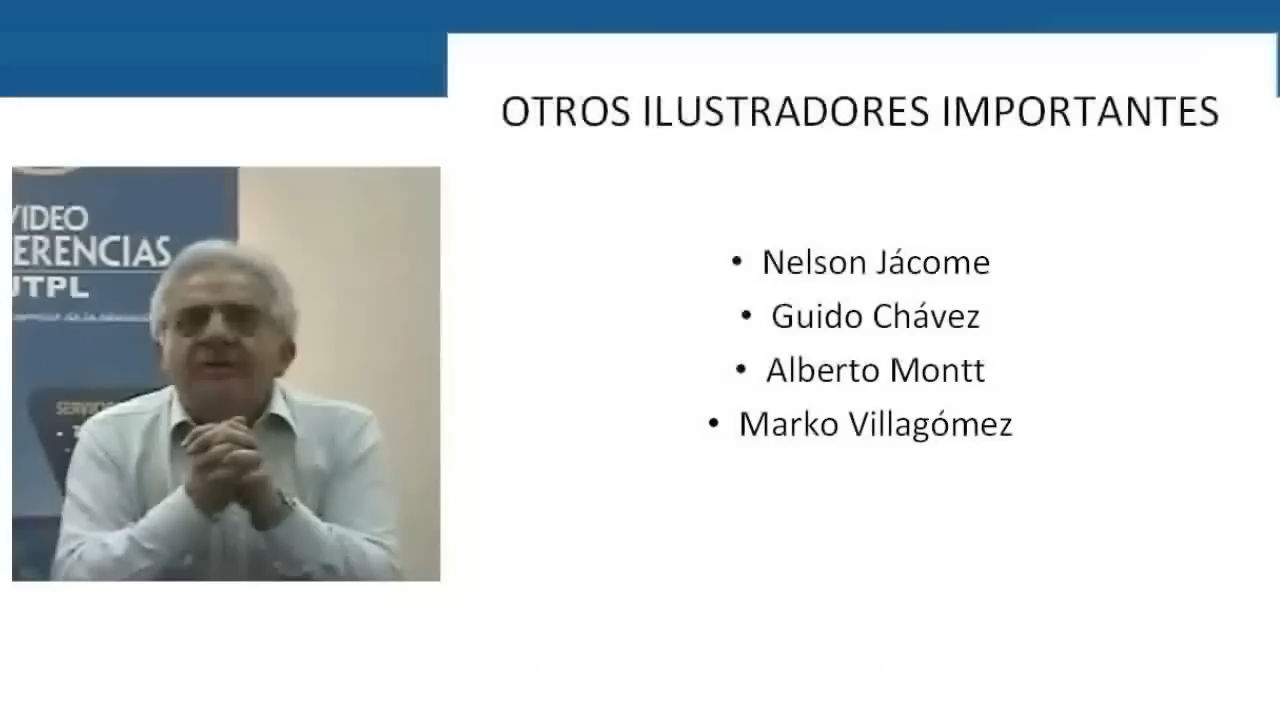 OTROS ILUSTRADORES IMPORTANTES
• Nelson Jácome
• Guido Chávez
• Alberto Montt
• Marko Villagómez
VIDEO
ERENCIAS
UTPL